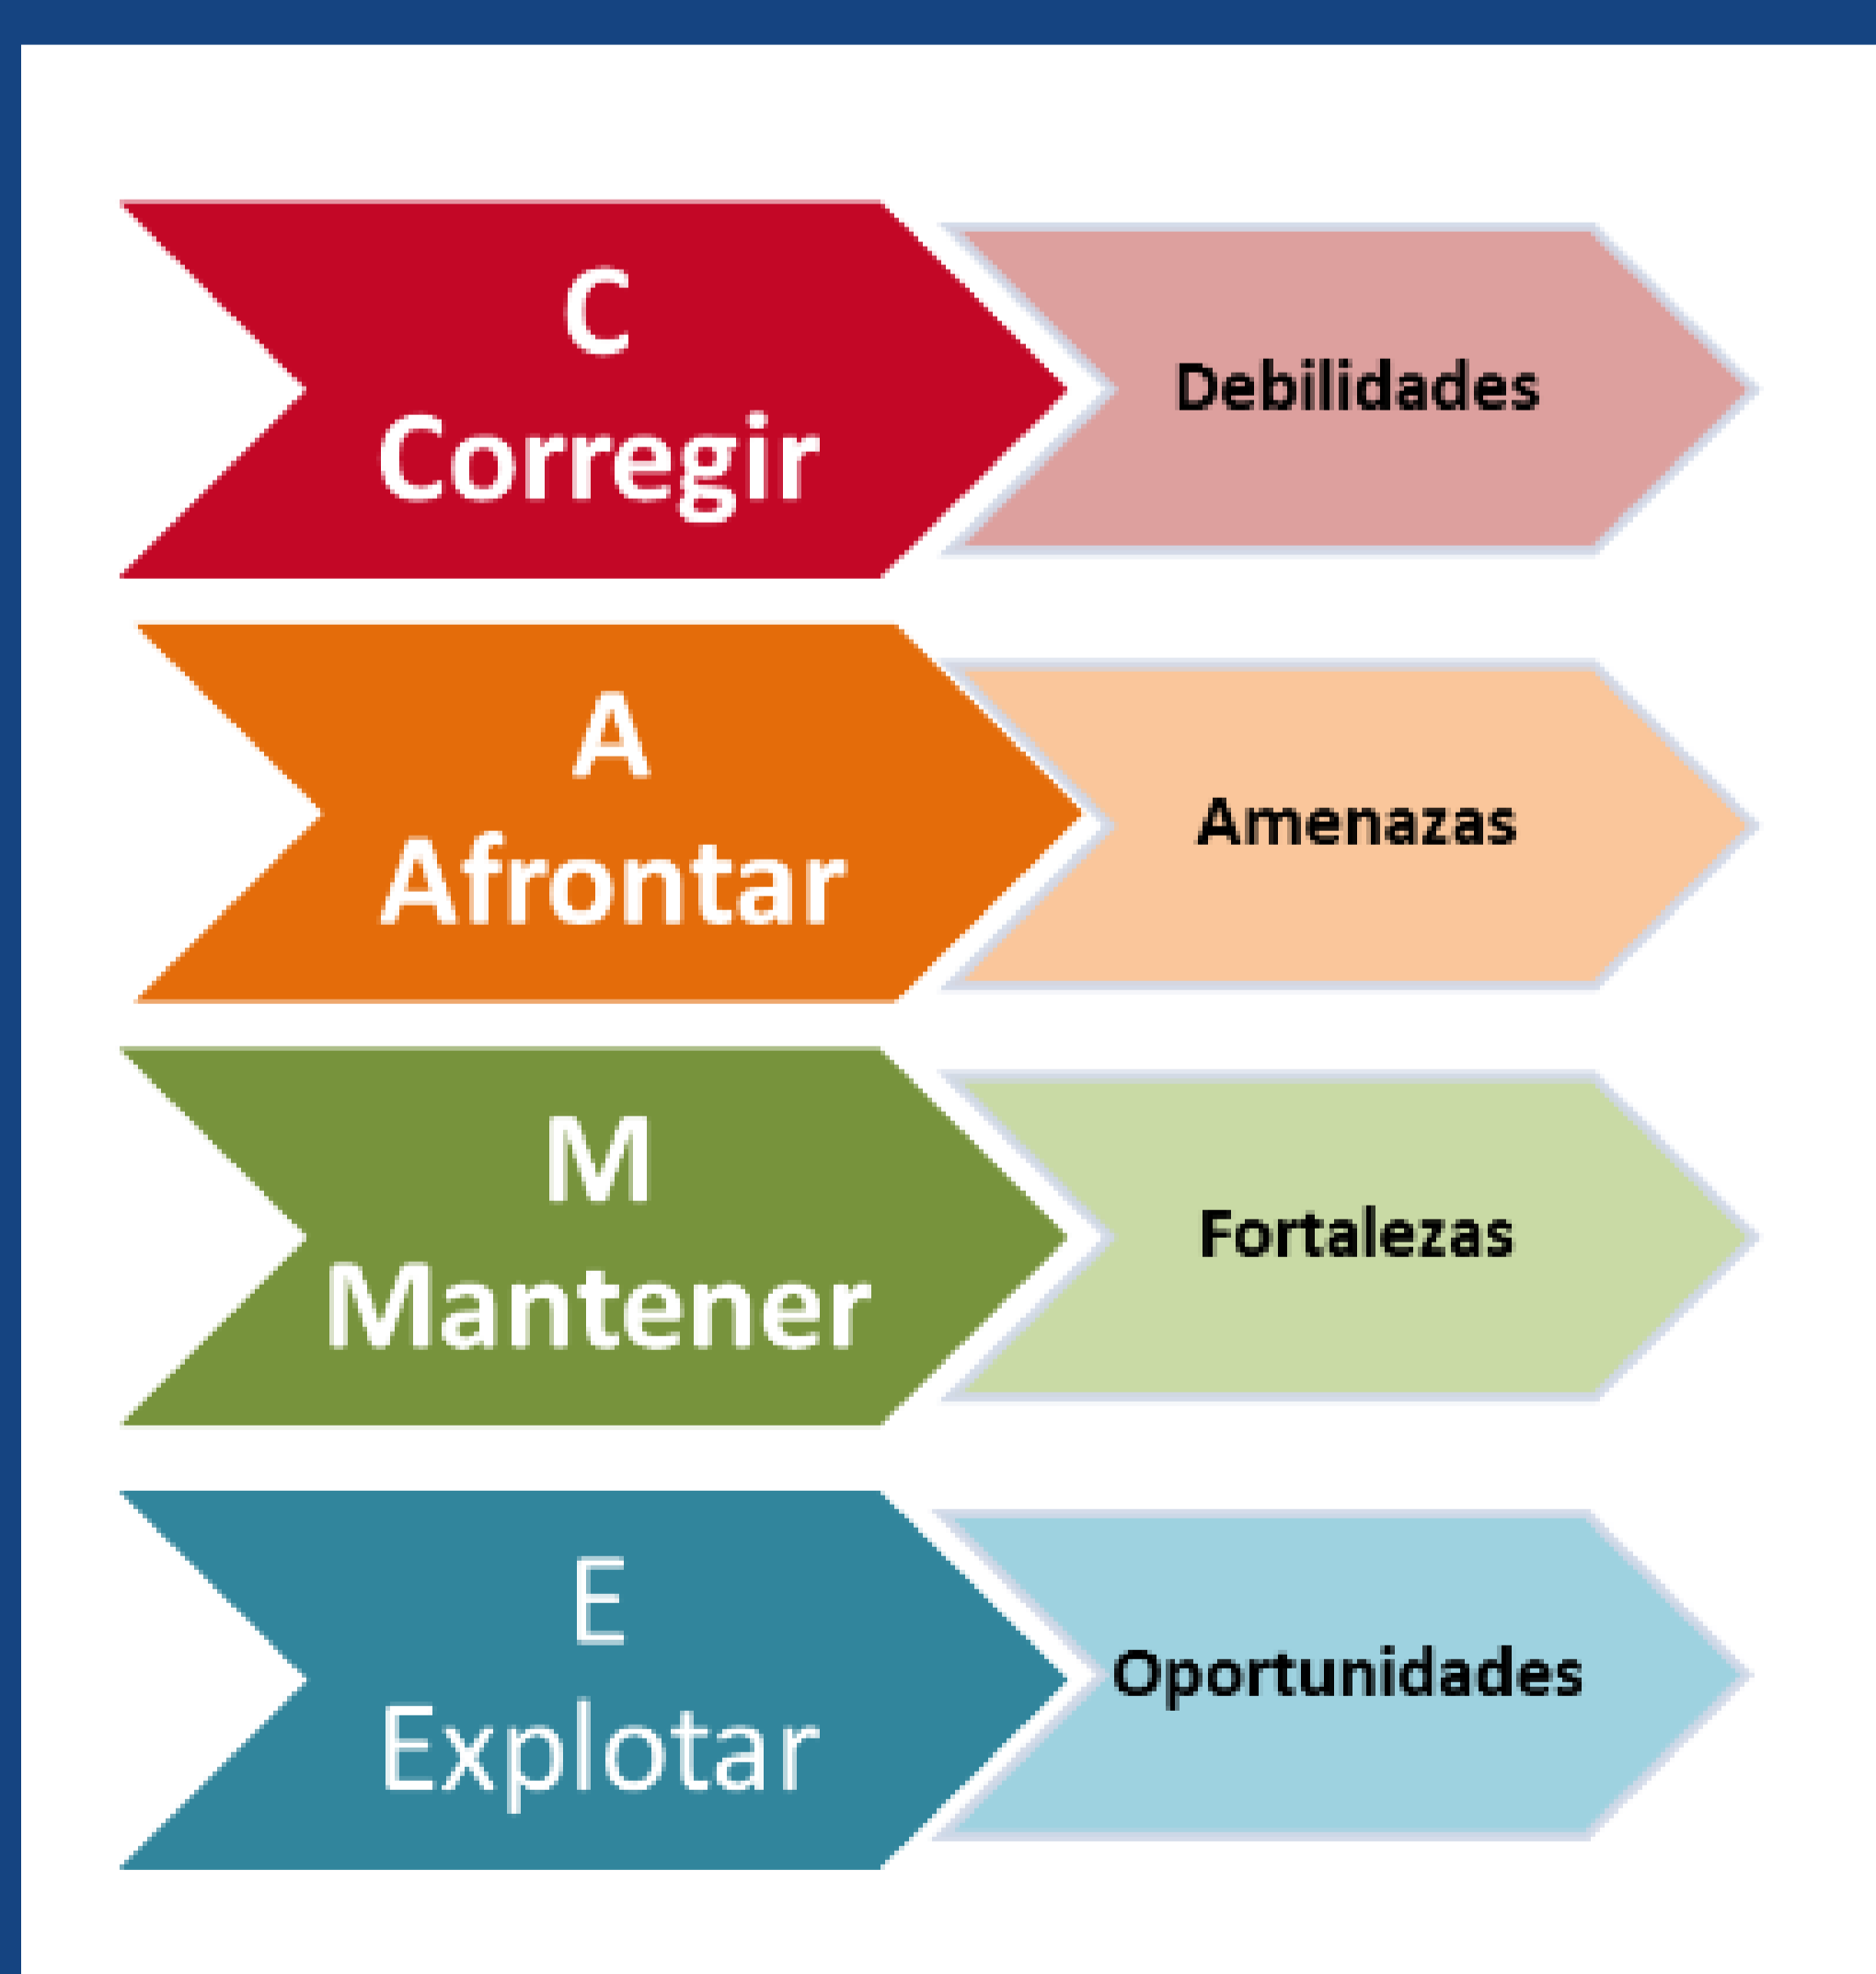 C
Corregir
Debilidades
A
Afrontar
Amenazas
M
Mantener
Fortalezas
E
Explotar
Oportunidades